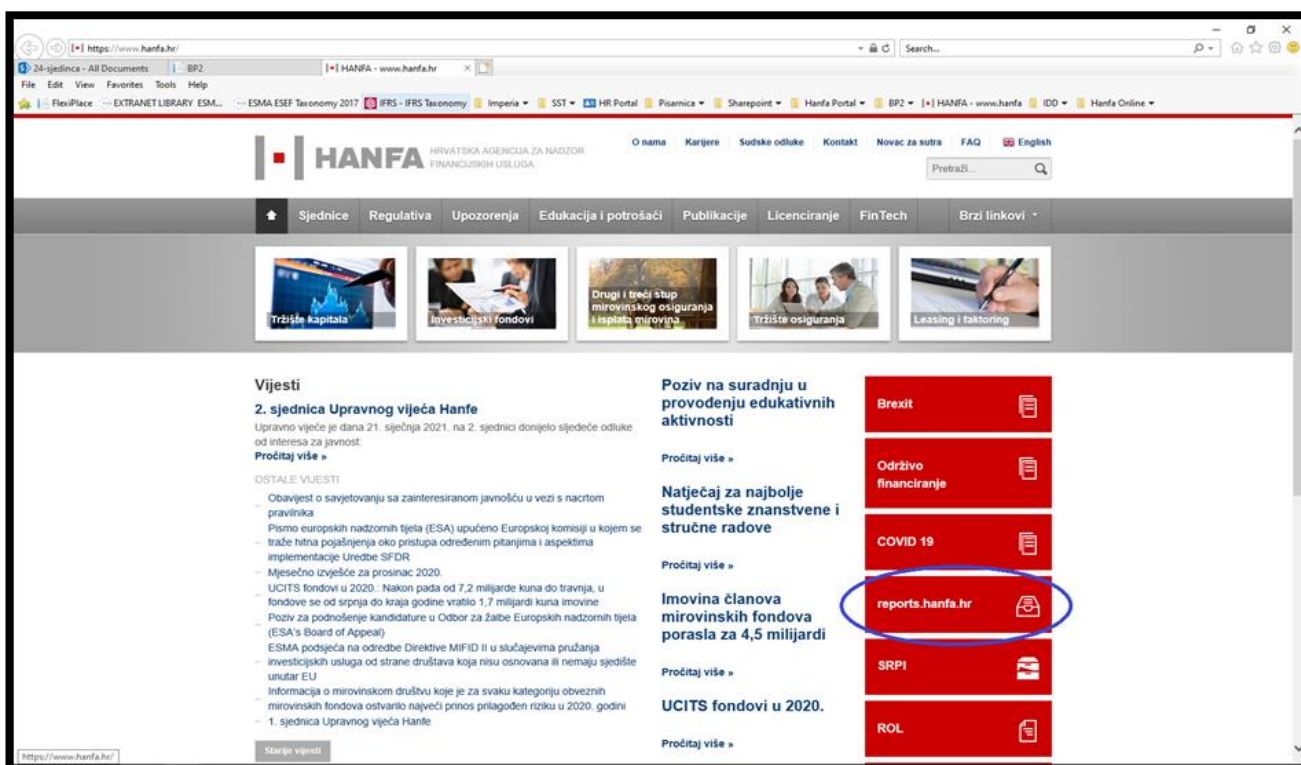 https://www.hanfa.hr/
Search...
24-sjedinca - All Documents
BP2
HANFA - www.hanfa.hr
File Edit View Favorites Tools Help
FlexiPlace
EXTRANET LIBRARY ESM...
ESMA ESEF Taxonomy 2017
IFRS - IFRS Taxonomy
Imperia
SST
HR Portal
Pisarnica
Sharepoint
Hanfa Portal
BP2
HANFA - www.hanfa
IDD
Hanfa Online
HANFA
HRVATSKA AGENCIJA ZA NADZOR
FINANCIJSKIH USLUGA
O nama Karijere Sudske odluke Kontakt Novac za sutra FAQ English
Pretraži...
Sjednice Regulativa Upozorenja Edukacija i potrošači Publikacije Licenciranje FinTech Brzi linkovi
Tržište kapitala
Investicijski fondovi
Drugi i treći stup
mirovinskog osiguranja
i isplata mirovina
Tržište osiguranja
Leasing i faktoring
Vijesti
2. sjednica Upravnog vijeća Hanfe
Upravno vijeće je dana 21. siječnja 2021. na 2. sjednici donijelo sljedeće odluke
od interesa za javnost:
Pročitaj više »
OSTALE VIJESTI
Obavijest o savjetovanju sa zainteresiranom javnošću u vezi s nacrtom
pravilnika
Pismo europskih nadzornih tijela (ESA) upućeno Europskoj komisiji u kojem se
traže hitna pojašnjenja oko pristupa određenim pitanjima i aspektima
implementacije Uredbe SFDR
Mjesečno izvješće za prosinac 2020.
UCITS fondovi u 2020.: Nakon pada od 7,2 milijarde kuna do travnja, u
fondove se od srpnja do kraja godine vratilo 1,7 milijardi kuna imovine
Poziv za podnošenje kandidature u Odbor za žalbe Europskih nadzornih tijela
(ESA's Board of Appeal)
ESMA podsjeća na odredbe Direktive MIFID II u slučajevima pružanja
investicijskih usluga od strane društava koja nisu osnovana ili nemaju sjedište
unutar EU
Informacija o mirovinskom društvu koje je za svaku kategoriju obveznih
mirovinskih fondova ostvarilo najveći prinos prilagođen riziku u 2020. godini
1. sjednica Upravnog vijeća Hanfe
Starije vijesti
Poziv na suradnju u
provođenju edukativnih
aktivnosti
Pročitaj više »
Natječaj za najbolje
studentske znanstvene i
stručne radove
Pročitaj više »
Imovina članova
mirovinskih fondova
porasla za 4,5 milijardi
Pročitaj više »
UCITS fondovi u 2020.
Pročitaj više »
Brexit
Održivo
financiranje
COVID 19
reports.hanfa.hr
SRPI
ROL
https://www.hanfa.hr/